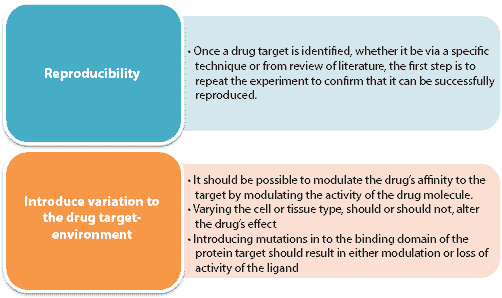 Reproducibility
• Once a drug target is identified, whether it be via a specific
technique or from review of literature, the first step is to
repeat the experiment to confirm that it can be successfully
reproduced.
Introduce variation to
the drug target-
environment
• It should be possible to modulate the drug's affinity to the
target by modulating the activity of the drug molecule.
• Varying the cell or tissue type, should or should not, alter
the drug's effect
• Introducing mutations in to the binding domain of the
protein target should result in either modulation or loss of
activity of the ligand